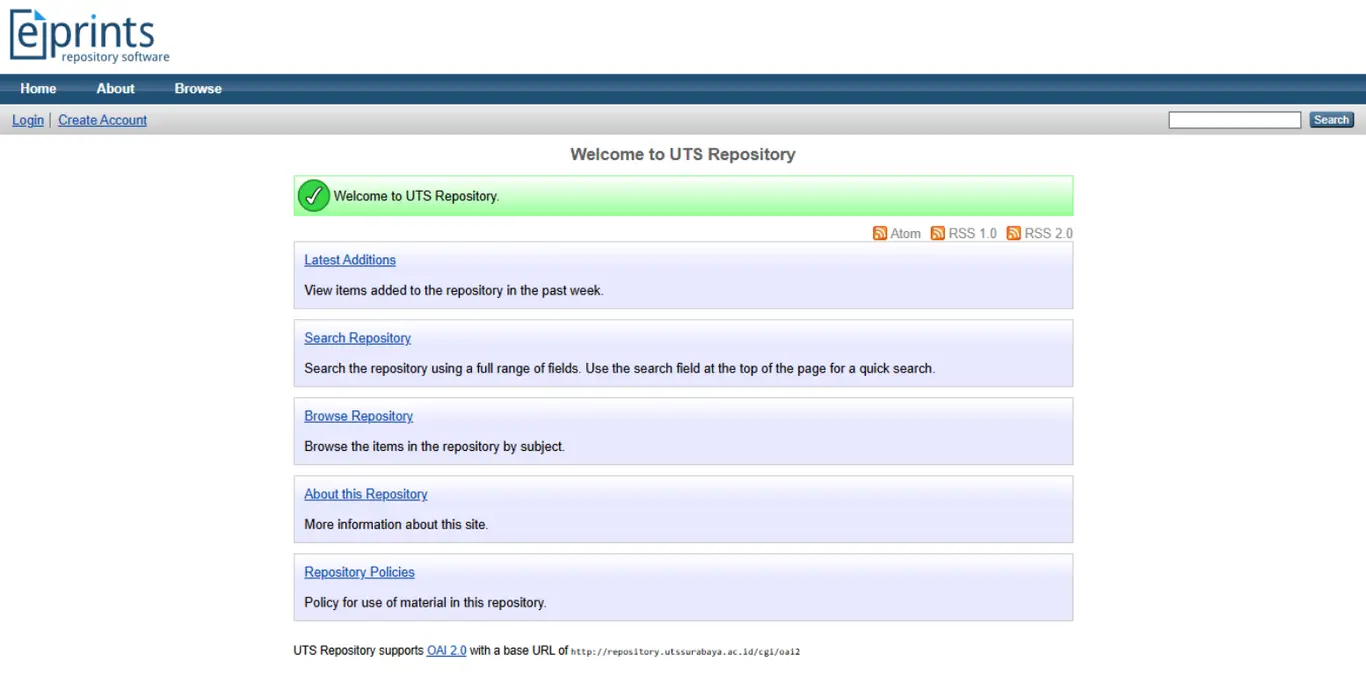 eprints
repository software
Home About Browse
Login Create Account Search
Welcome to UTS Repository
Welcome to UTS Repository.
Atom RSS 1.0 RSS 2.0
Latest Additions
View items added to the repository in the past week.
Search Repository
Search the repository using a full range of fields. Use the search field at the top of the page for a quick search.
Browse Repository
Browse the items in the repository by subject.
About this Repository
More information about this site.
Repository Policies
Policy for use of material in this repository.
UTS Repository supports OAI 2.0 with a base URL of http://repository.utssurabaya.ac.id/cgi/oai2